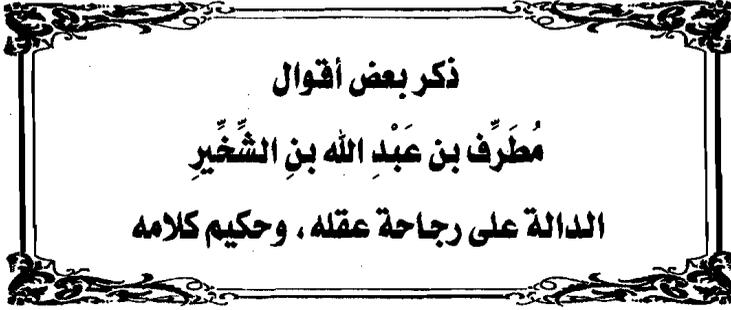 ذكر بعض أقوال
مُطَرِّف بن عَبْدِ الله بنِ الشِّخِّيرِ
الدالة على رجاحة عقله ، وحكيم كلامه